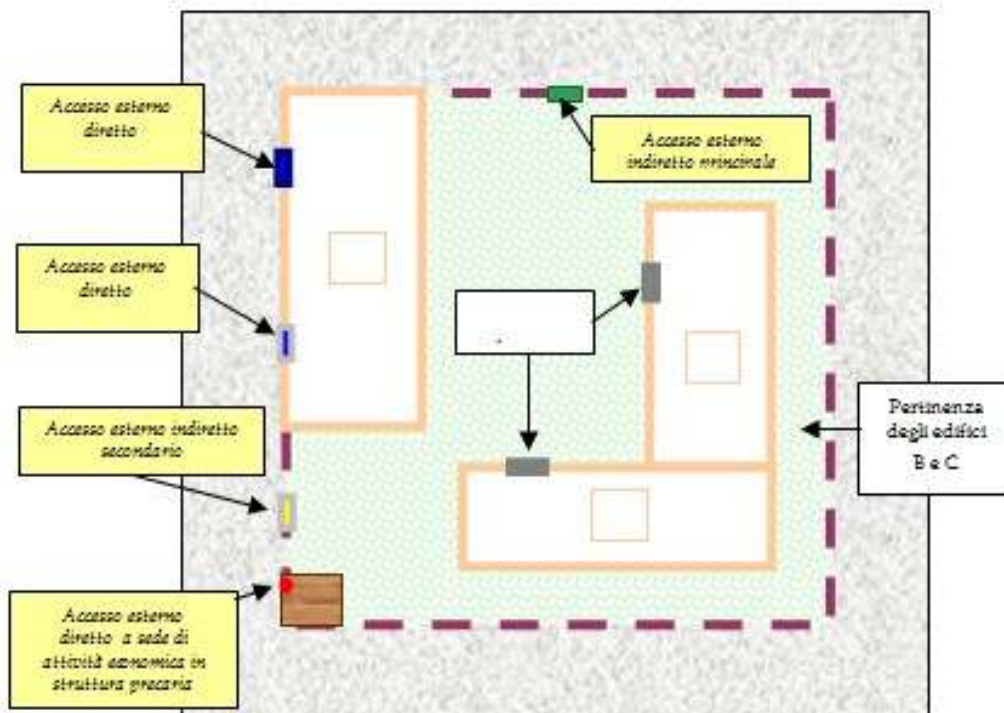 Accesso esterno
diretto
Accesso esterno
indiretto principale
Accesso esterno
diretto
Accesso esterno indiretto
secondario
Pertinenza
degli edifici
B e C
Accesso esterno
diretto a sede di
attività economica in
struttura precaria